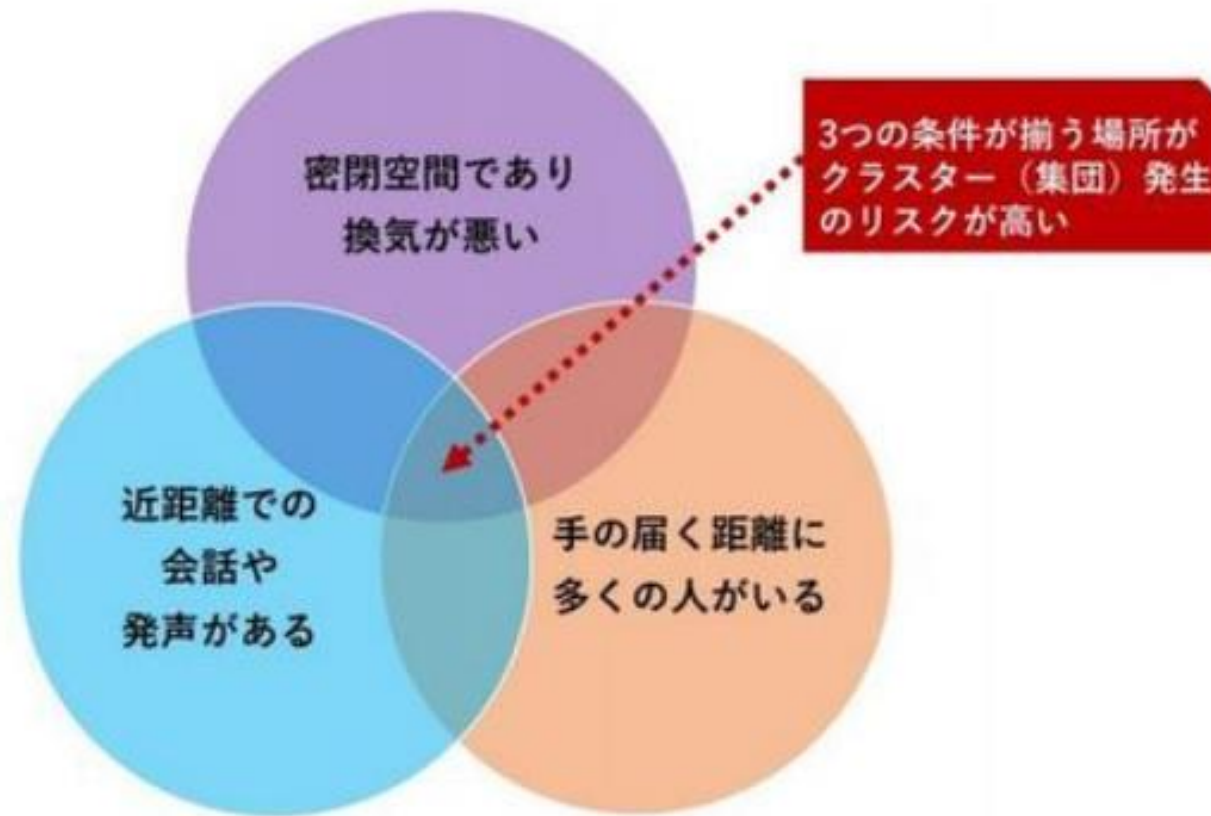 密閉空間であり
換気が悪い
3つの条件が揃う場所が
クラスター（集団）発生
のリスクが高い
近距離での
会話や
発声がある
手の届く距離に
多くの人がいる